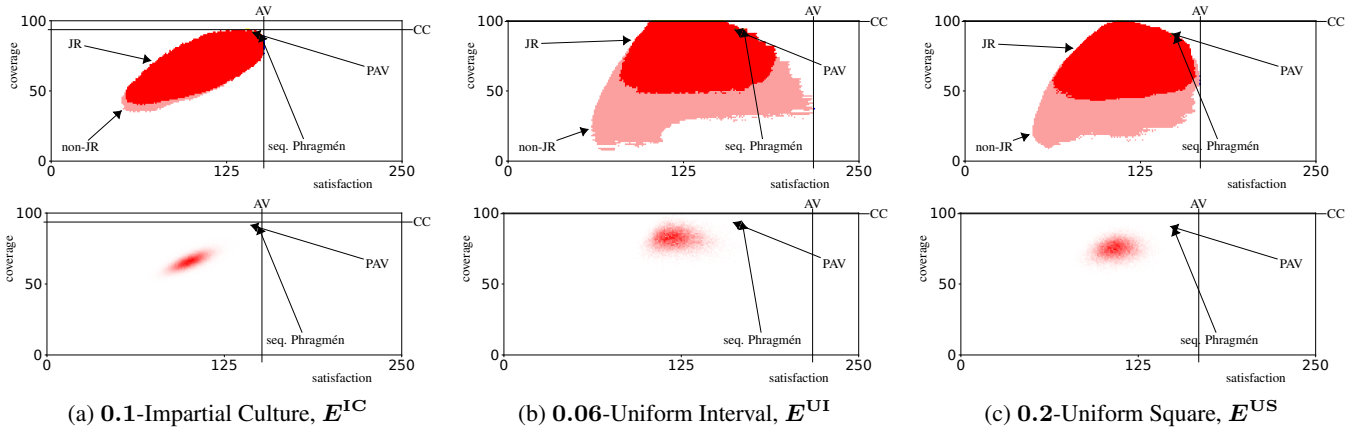 AV
AV
AV
100
CC
100
CC
100
CC
JR
JR
JR
coverage
coverage
coverage
PAV
PAV
PAV
50
50
50
non-JR
seq. Phragmén
non-JR
seq. Phragmén
non-JR
seq. Phragmén
0
0
125
250
0
0
125
250
0
0
125
250
satisfaction
satisfaction
satisfaction
AV
AV
AV
100
CC
100
CC
100
CC
coverage
coverage
coverage
PAV
PAV
PAV
50
50
50
seq. Phragmén
seq. Phragmén
seq. Phragmén
0
0
125
250
0
0
125
250
0
0
125
250
satisfaction
satisfaction
satisfaction
(a) 0.1-Impartial Culture, E^IC
(b) 0.06-Uniform Interval, E^UI
(c) 0.2-Uniform Square, E^US